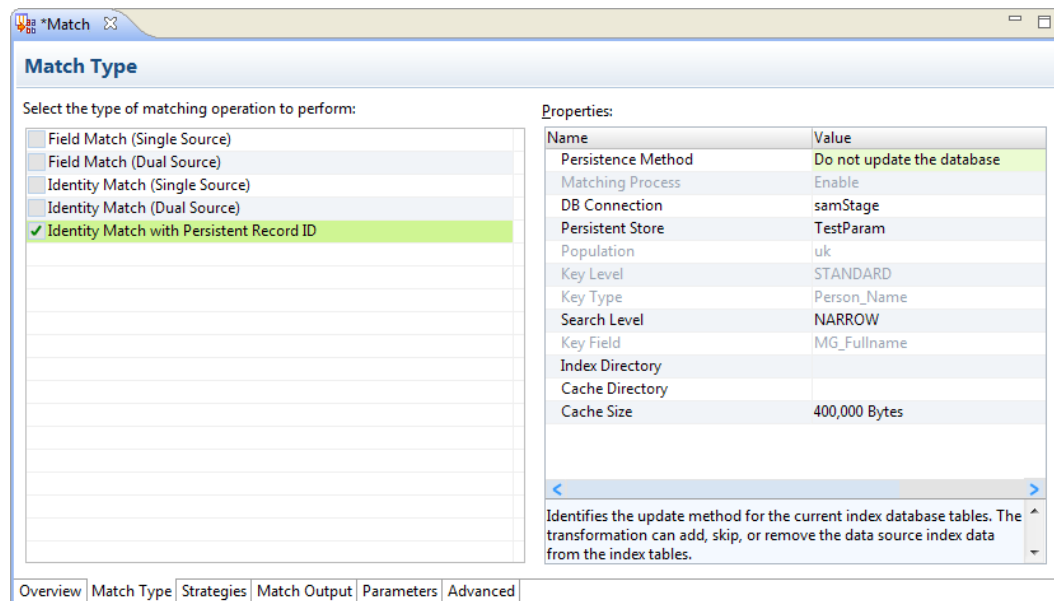 *Match
Match Type
Select the type of matching operation to perform:
Field Match (Single Source)
Field Match (Dual Source)
Identity Match (Single Source)
Identity Match (Dual Source)
Identity Match with Persistent Record ID
Properties:
Name Value
Persistence Method Do not update the database
Matching Process Enable
DB Connection samStage
Persistent Store TestParam
Population uk
Key Level STANDARD
Key Type Person_Name
Search Level NARROW
Key Field MG_Fullname
Index Directory
Cache Directory
Cache Size 400,000 Bytes
Identifies the update method for the current index database tables. The
transformation can add, skip, or remove the data source index data
from the index tables.
Overview Match Type Strategies Match Output Parameters Advanced